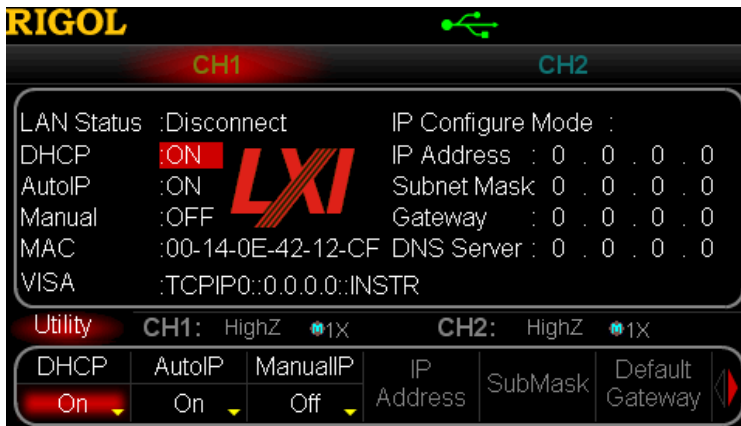 RIGOL
CH1 CH2
LAN Status :Disconnect IP Configure Mode :
DHCP :ON IP Address : 0 . 0 . 0 . 0
AutoIP :ON LXI Subnet Mask: 0 . 0 . 0 . 0
Manual :OFF Gateway : 0 . 0 . 0 . 0
MAC :00-14-0E-42-12-CF DNS Server : 0 . 0 . 0 . 0
VISA :TCPIP0::0.0.0.0::INSTR
Utility CH1: HighZ M1X CH2: HighZ M1X
DHCP AutoIP ManualIP IP Address SubMask Default Gateway
On On Off